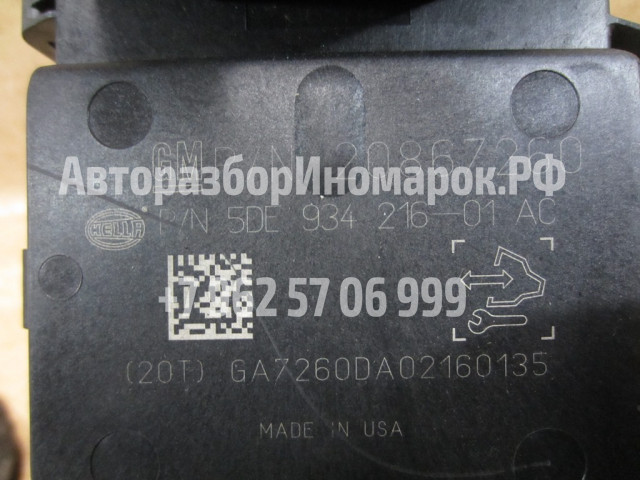 GM P/N 20867260
АвторазборИномарок.РФ
HELLA P/N 5DE 934 216-01 AC
+7 962 57 06 999
(20T) GA7260DA02160135
MADE IN USA